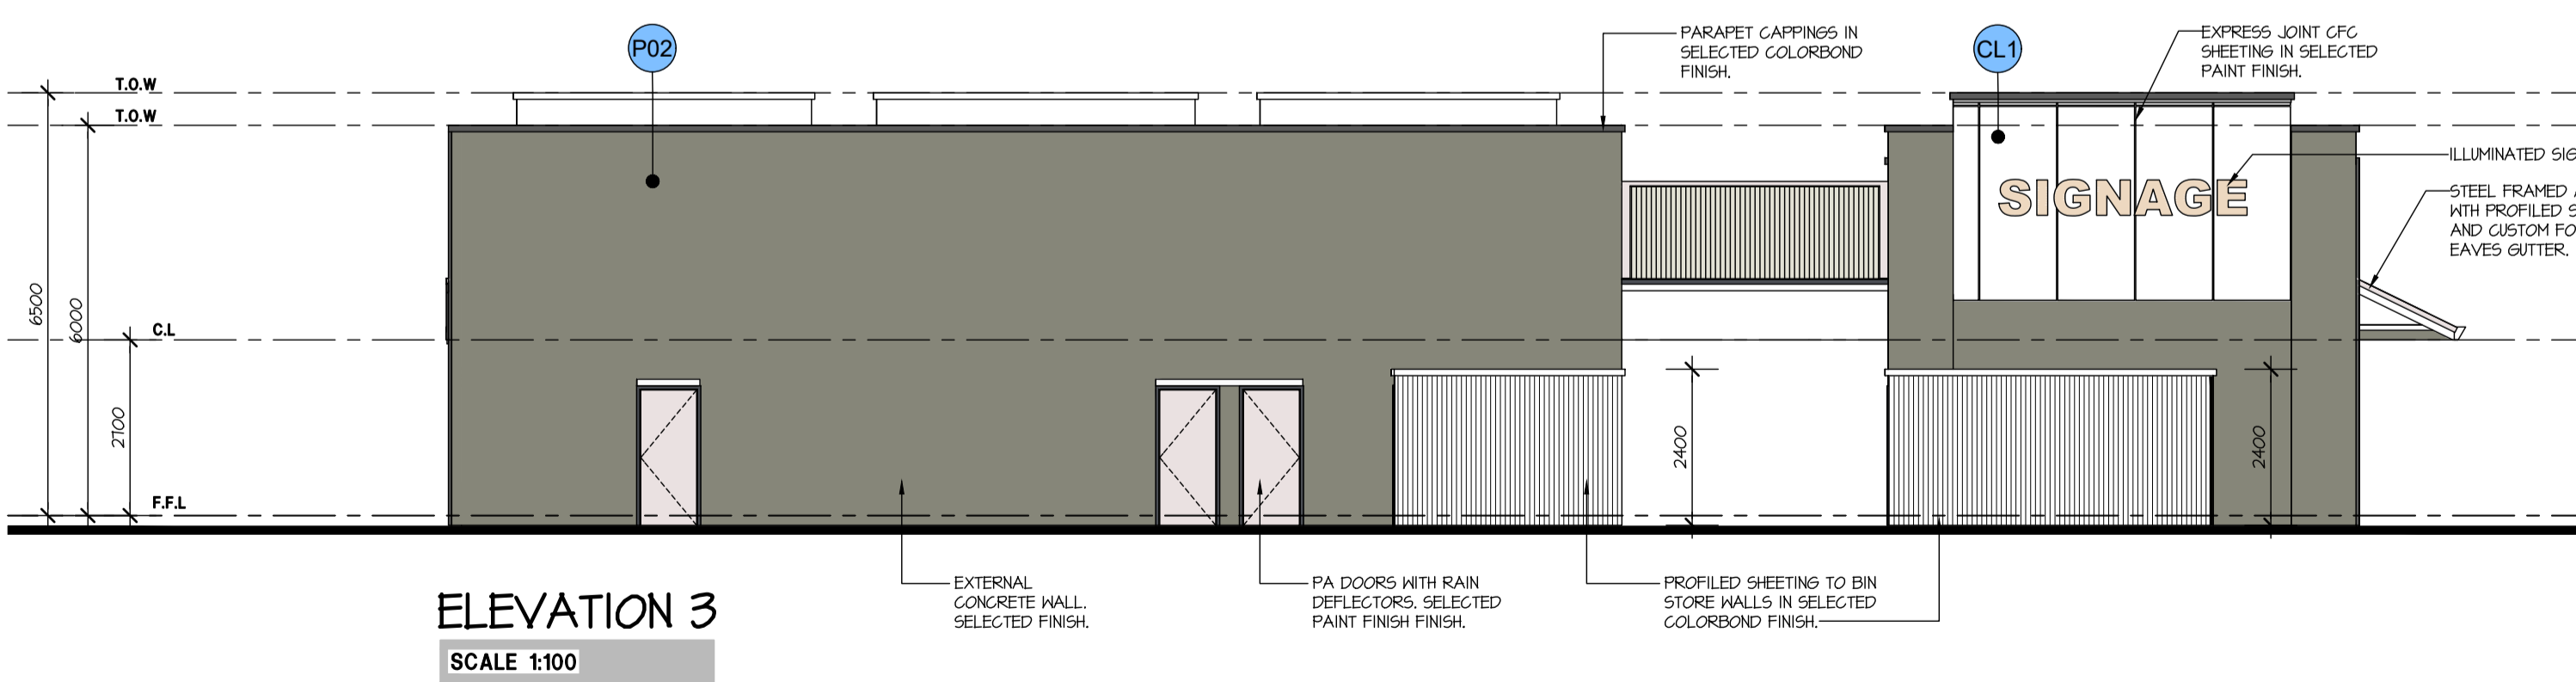 P02
PARAPET CAPPINGS IN
SELECTED COLORBOND
FINISH.
CL1
EXPRESS JOINT CFC
SHEETING IN SELECTED
PAINT FINISH.
T.O.W
T.O.W
ILLUMINATED SIG
SIGNAGE
STEEL FRAMED A
WTH PROFILED S
AND CUSTOM FO
EAVES GUTTER.
6500
6000
C.L
2700
2400
2400
F.F.L
EXTERNAL
CONCRETE WALL.
SELECTED FINISH.
PA DOORS WITH RAIN
DEFLECTORS. SELECTED
PAINT FINISH FINISH.
PROFILED SHEETING TO BIN
STORE WALLS IN SELECTED
COLORBOND FINISH.
ELEVATION 3
SCALE 1:100